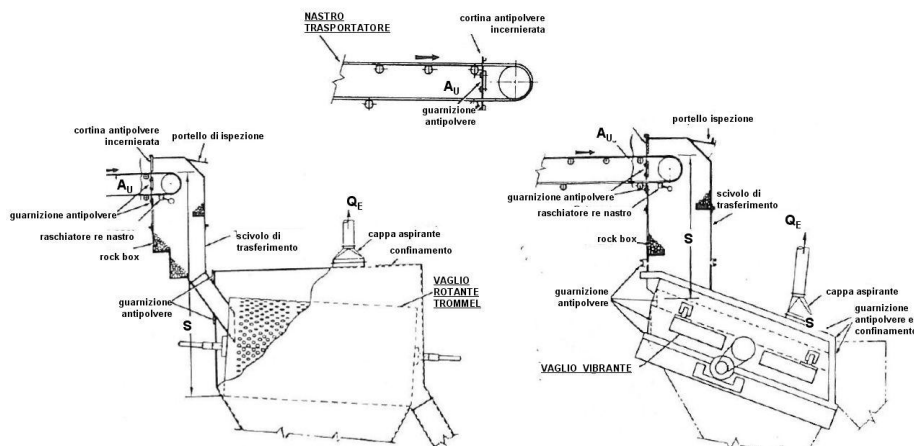 NASTRO
TRASPORTATORE
cortina antipolvere
incernierata
A_U
guarnizione
antipolvere
cortina antipolvere
incernierata
portello di ispezione
A_U
guarnizione antipolvere
raschiatore re nastro
rock box
scivolo di
trasferimento
Q_E
cappa aspirante
confinamento
VAGLIO
ROTANTE
TROMMEL
guarnizione
antipolvere
S
portello ispezione
A_U
guarnizione antipolvere
raschiatore re nastro
scivolo di
trasferimento
rock box
S
Q_E
guarnizione
antipolvere
cappa aspirante
S
guarnizione
antipolvere e
confinamento
VAGLIO VIBRANTE